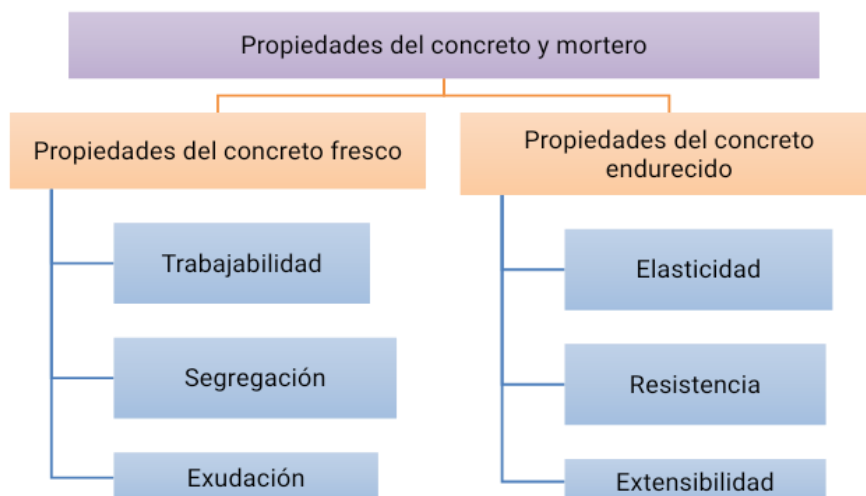 Propiedades del concreto y mortero
Propiedades del concreto fresco
Trabajabilidad
Segregación
Exudación
Propiedades del concreto
endurecido
Elasticidad
Resistencia
Extensibilidad